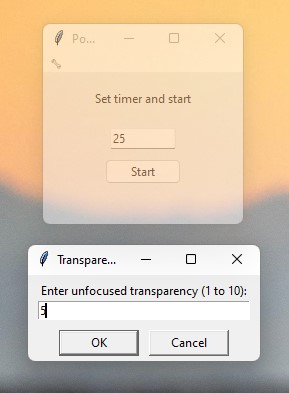 Po...
Set timer and start
25
Start
Transpare...
Enter unfocused transparency (1 to 10):
5
OK
Cancel